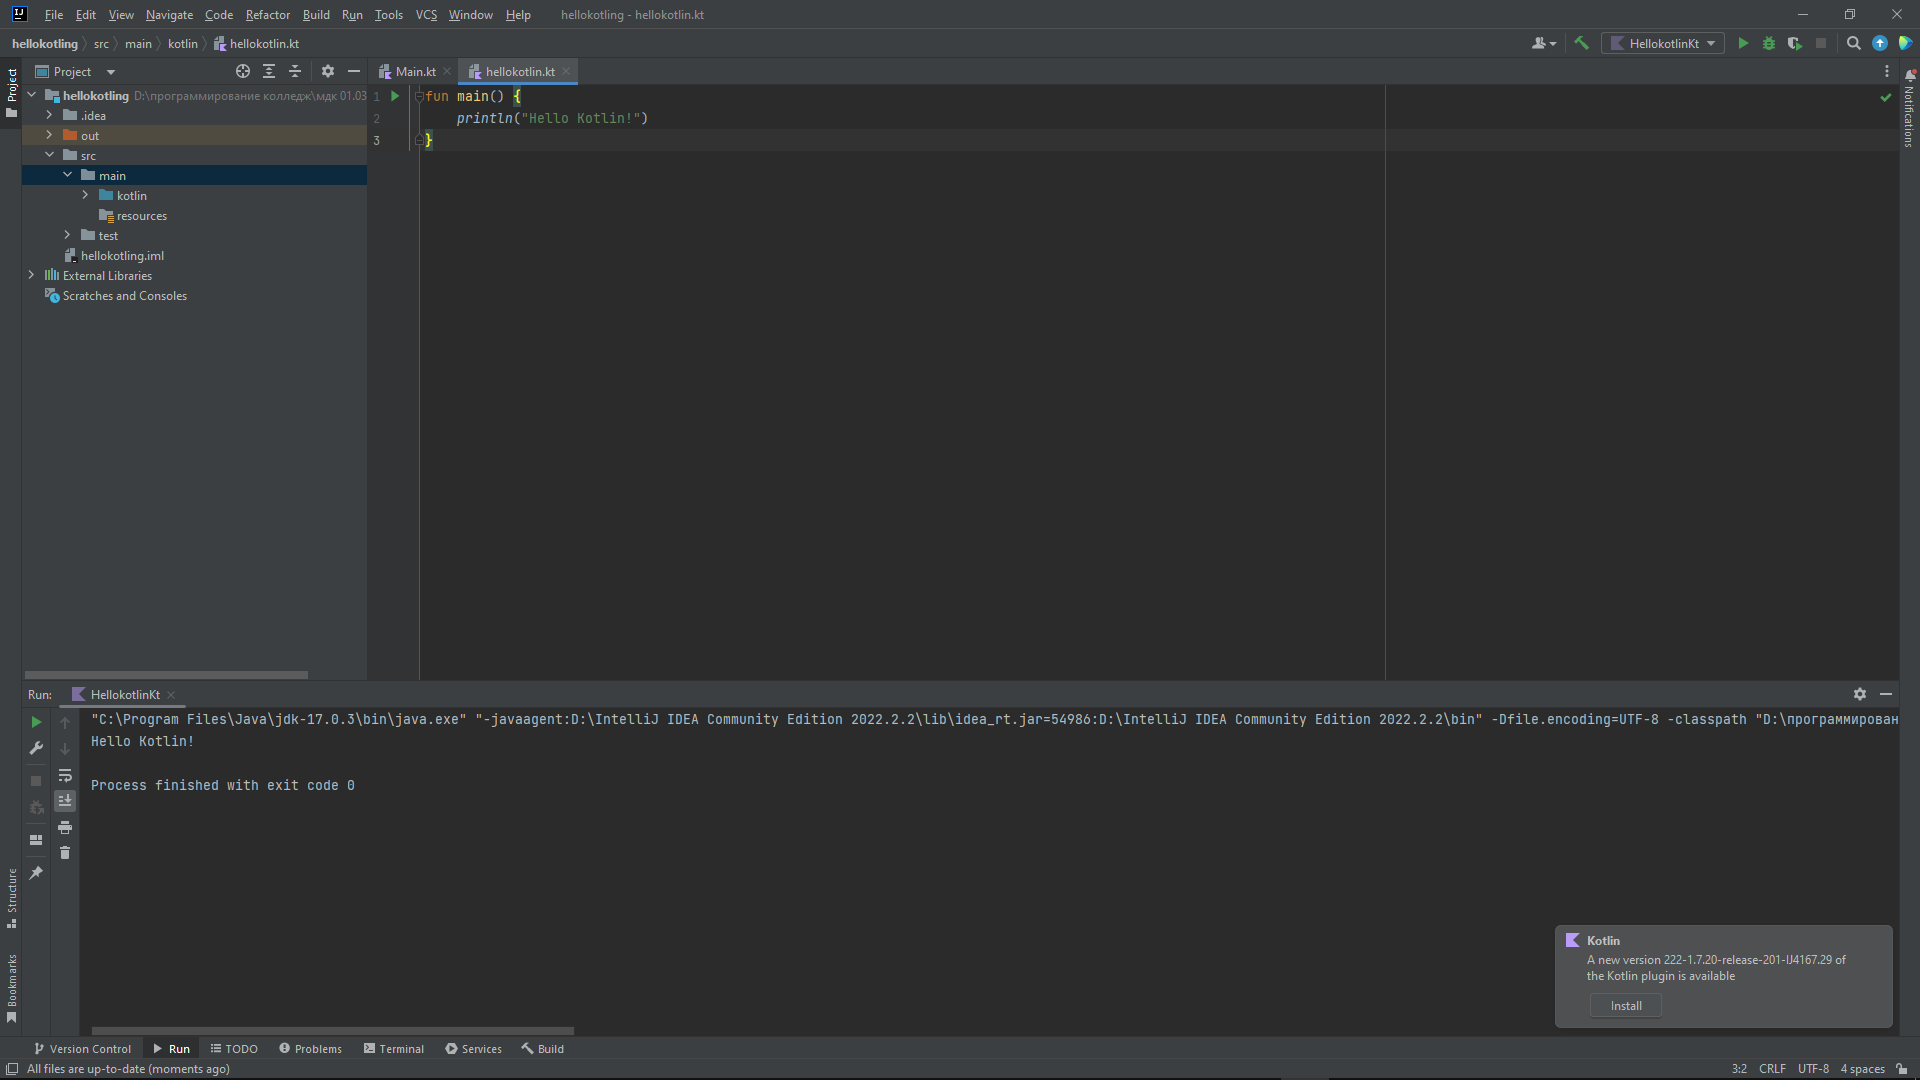 IJ File Edit View Navigate Code Refactor Build Run Tools VCS Window Help hellokotling - hellokotlin.kt
hellokotling src main kotlin hellokotlin.kt HellokotlinKt
Project Main.kt hellokotlin.kt
Project
hellokotling D:\программирование колледж\мдк 01.03
.idea
out
src
main
kotlin
resources
test
hellokotling.iml
External Libraries
Scratches and Consoles
1 fun main() {
2 println("Hello Kotlin!")
3 }
Notifications
Run: HellokotlinKt
"C:\Program Files\Java\jdk-17.0.3\bin\java.exe" "-javaagent:D:\IntelliJ IDEA Community Edition 2022.2.2\lib\idea_rt.jar=54986:D:\IntelliJ IDEA Community Edition 2022.2.2\bin" -Dfile.encoding=UTF-8 -classpath "D:\программирован
Hello Kotlin!
Process finished with exit code 0
Structure
Bookmarks
Kotlin
A new version 222-1.7.20-release-201-IJ4167.29 of
the Kotlin plugin is available
Install
Version Control Run TODO Problems Terminal Services Build
All files are up-to-date (moments ago) 3:2 CRLF UTF-8 4 spaces